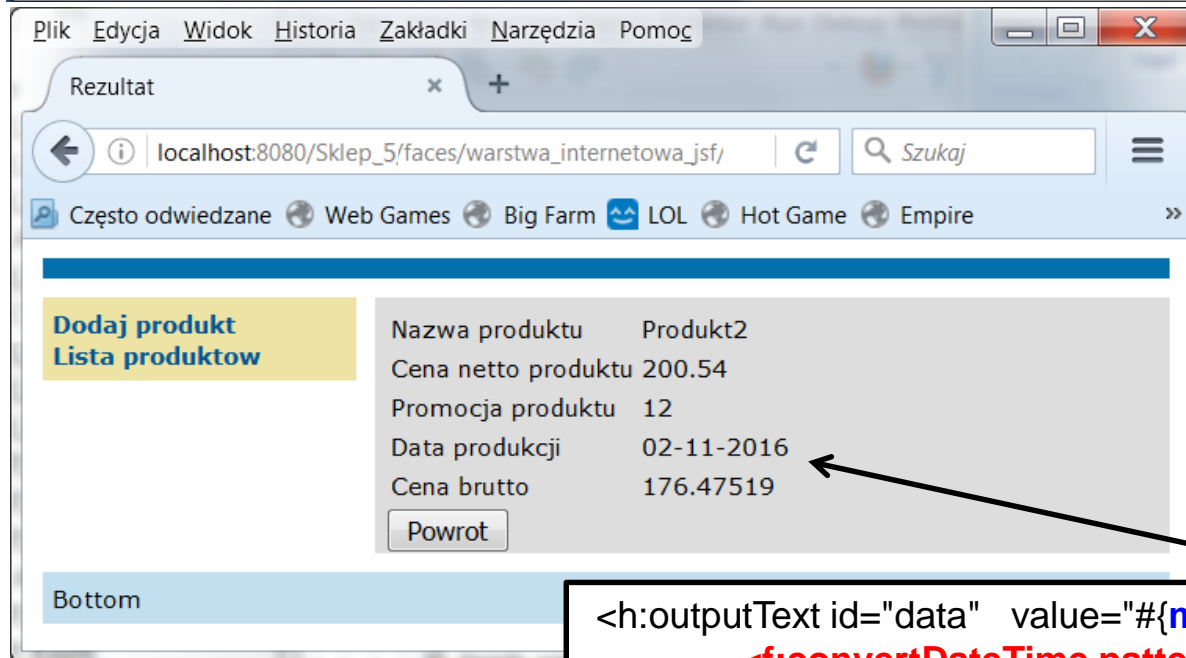 Plik Edycja Widok Historia Zakładki Narzędzia Pomoc
Rezultat
localhost:8080/Sklep_5/faces/warstwa_internetowa_jsf/ Szukaj
Często odwiedzane Web Games Big Farm LOL Hot Game Empire »
Dodaj produkt
Lista produktow
Nazwa produktu Produkt2
Cena netto produktu 200.54
Promocja produktu 12
Data produkcji 02-11-2016
Cena brutto 176.47519
Powrot
Bottom
<h:outputText id="data" value="#{
<f:convertDateTime